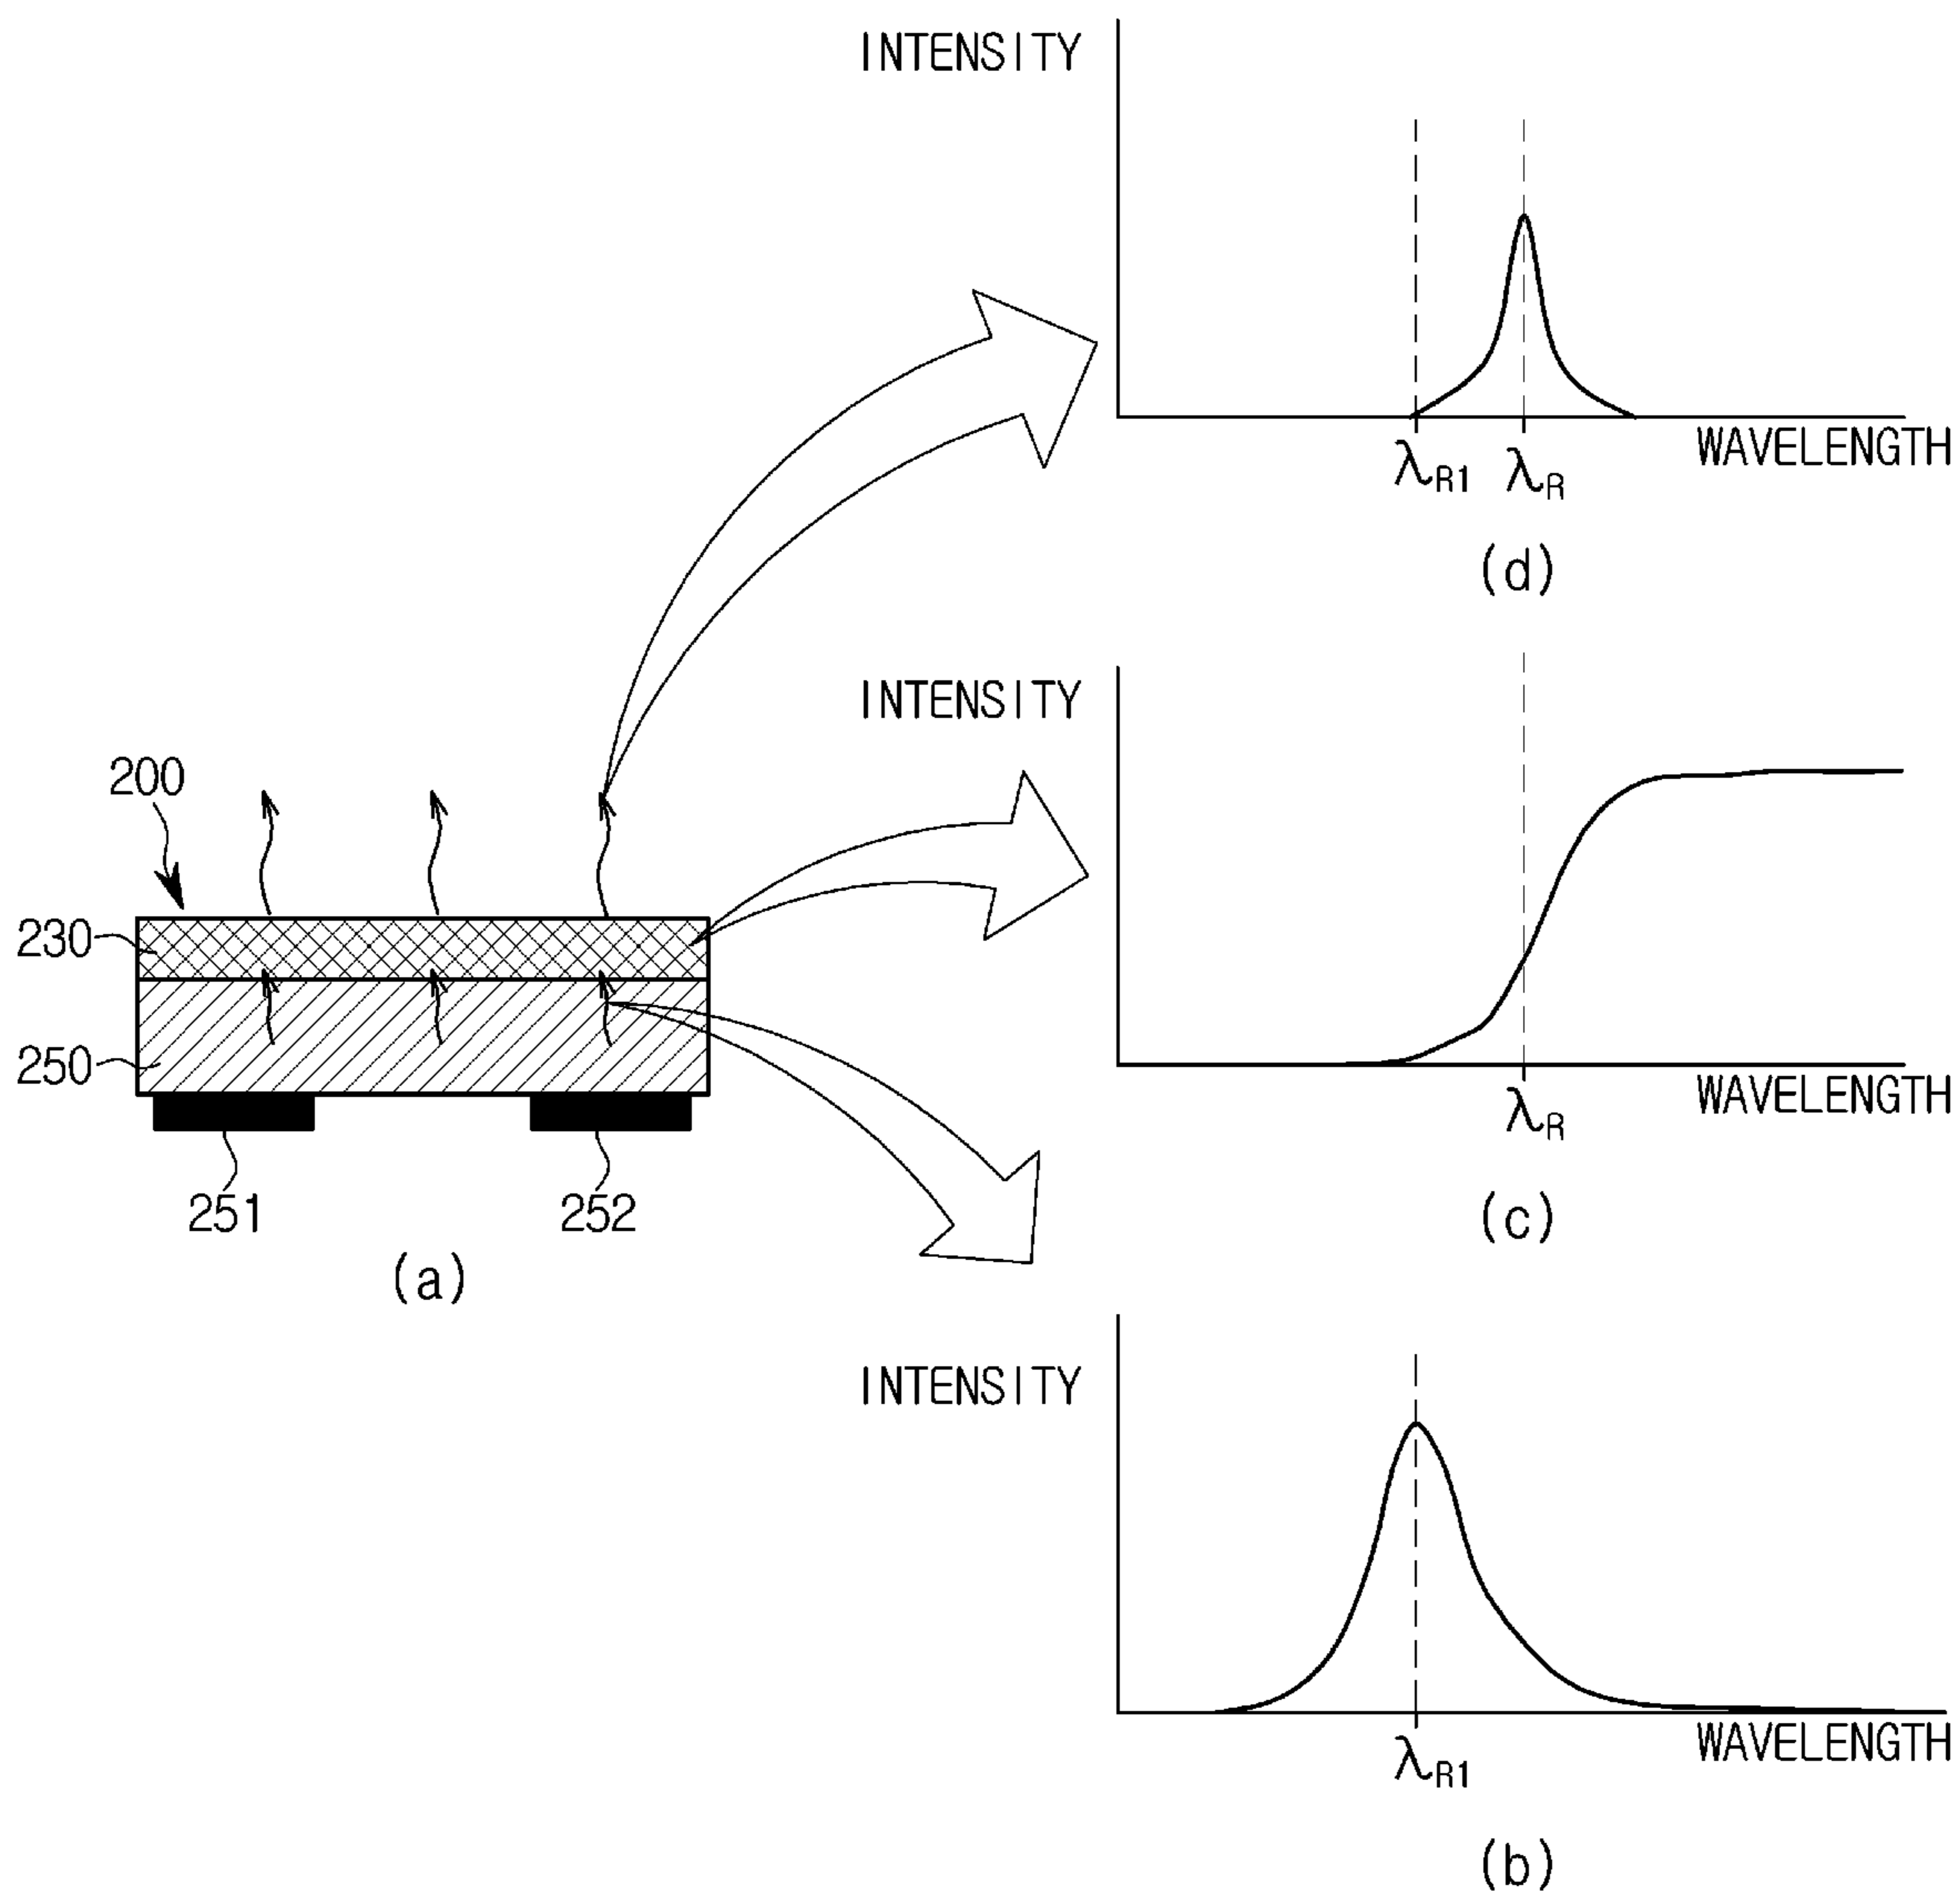 INTENSITY
WAVELENGTH
λR1 λR
(d)
INTENSITY
WAVELENGTH
λR
(c)
200
230
250
251 252
(a)
INTENSITY
WAVELENGTH
λR1
(b)